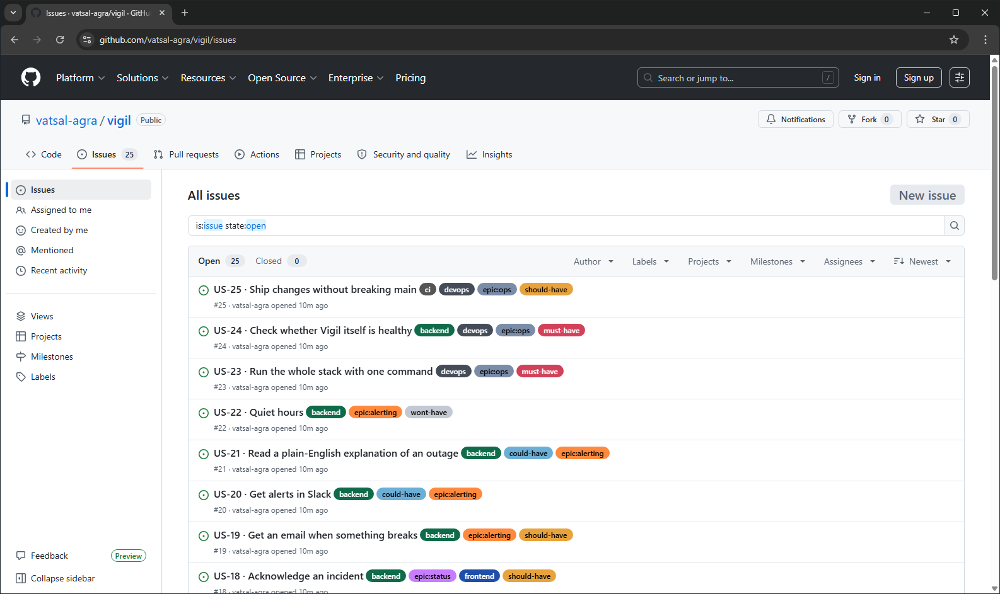 Issues · vatsal-agra/vigil · GitHu
github.com/vatsal-agra/vigil/issues
Platform Solutions Resources Open Source Enterprise Pricing Search or jump to... / Sign in Sign up
vatsal-agra / vigil Public Notifications Fork 0 Star 0
Code Issues 25 Pull requests Actions Projects Security and quality Insights
Issues
Assigned to me
Created by me
Mentioned
Recent activity
Views
Projects
Milestones
Labels
Feedback Preview
Collapse sidebar
All issues New issue
is:issue state:open
Open 25 Closed 0 Author Labels Projects Milestones Assignees Newest
US-25 · Ship changes without breaking main ci devops epic:ops should-have
#25 · vatsal-agra opened 10m ago
US-24 · Check whether Vigil itself is healthy backend devops epic:ops must-have
#24 · vatsal-agra opened 10m ago
US-23 · Run the whole stack with one command devops epic:ops must-have
#23 · vatsal-agra opened 10m ago
US-22 · Quiet hours backend epic:alerting wont-have
#22 · vatsal-agra opened 10m ago
US-21 · Read a plain-English explanation of an outage backend could-have epic:alerting
#21 · vatsal-agra opened 10m ago
US-20 · Get alerts in Slack backend could-have epic:alerting
#20 · vatsal-agra opened 10m ago
US-19 · Get an email when something breaks backend epic:alerting should-have
#19 · vatsal-agra opened 10m ago
US-18 · Acknowledge an incident backend epic:status frontend should-have
#18 · vatsal-agra opened 10m ago